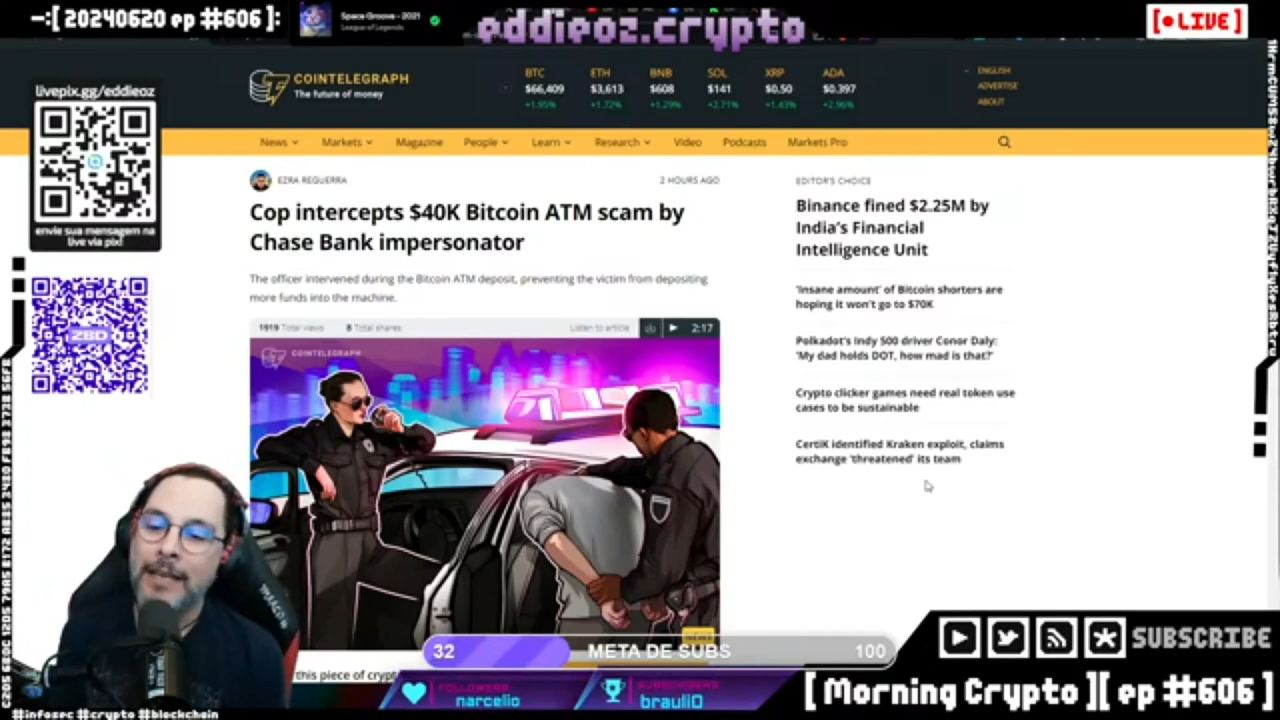 -:[ 20240620 ep #606 ]:
Space Groove - 2021
League of Legends
eddieoz.crypto
[● LIVE]
livepix.gg/eddieoz
envie sua mensagem na
live via pix!
ZBD
COINTELEGRAPH
The future of money
BTC ETH BNB SOL XRP ADA
$66,409 $3,613 $608 $141 $0.50 $0.397
+1.95% +1.72% +1.29% +2.71% +1.43% +2.96%
ENGLISH
ADVERTISE
ABOUT
News Markets Magazine People Learn Research Video Podcasts Markets Pro
EZRA REGUERRA 2 HOURS AGO
Cop intercepts $40K Bitcoin ATM scam by
Chase Bank impersonator
The officer intervened during the Bitcoin ATM deposit, preventing the victim from depositing
more funds into the machine.
1919 Total views 8 Total shares Listen to article 2:17
COINTELEGRAPH
NEWS
this piece of crypt
EDITOR'S CHOICE
Binance fined $2.25M by
India's Financial
Intelligence Unit
'Insane amount' of Bitcoin shorters are
hoping it won't go to $70K
Polkadot's Indy 500 driver Conor Daly:
'My dad holds DOT, how mad is that?'
Crypto clicker games need real token use
cases to be sustainable
CertiK identified Kraken exploit, claims
exchange 'threatened' its team
32 META DE SUBS 100
FOLLOWERS
narcelio
SUBSCRIBERS
brauliO
SUBSCRIBE
[ Morning Crypto ][ ep #606 ]
#infosec #crypto #blockchain